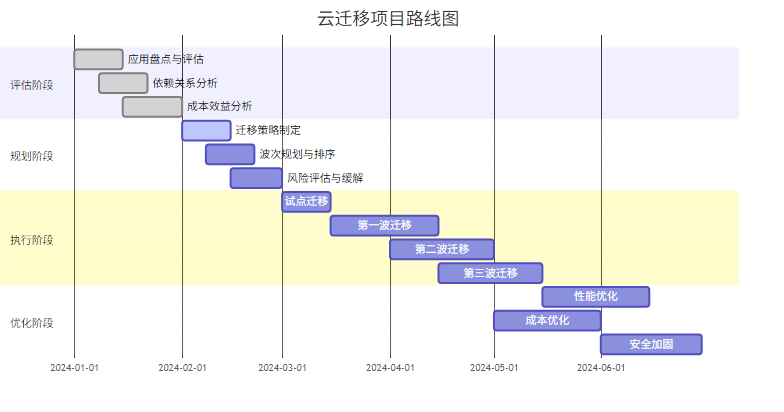 云迁移项目路线图
评估阶段
应用盘点与评估
依赖关系分析
成本效益分析
规划阶段
迁移策略制定
波次规划与排序
风险评估与缓解
执行阶段
试点迁移
第一波迁移
第二波迁移
第三波迁移
优化阶段
性能优化
成本优化
安全加固
2024-01-01 2024-02-01 2024-03-01 2024-04-01 2024-05-01 2024-06-01